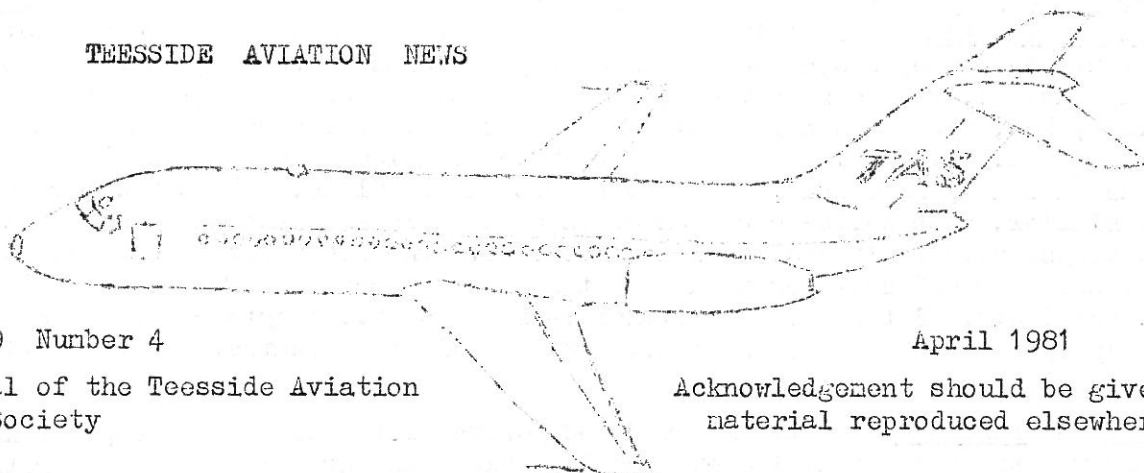 TEESSIDE AVIATION NEWS
TAS
Number 4
April 1981
al of the Teesside Aviation
Society
Acknowledgement should be give
material reproduced elsewher